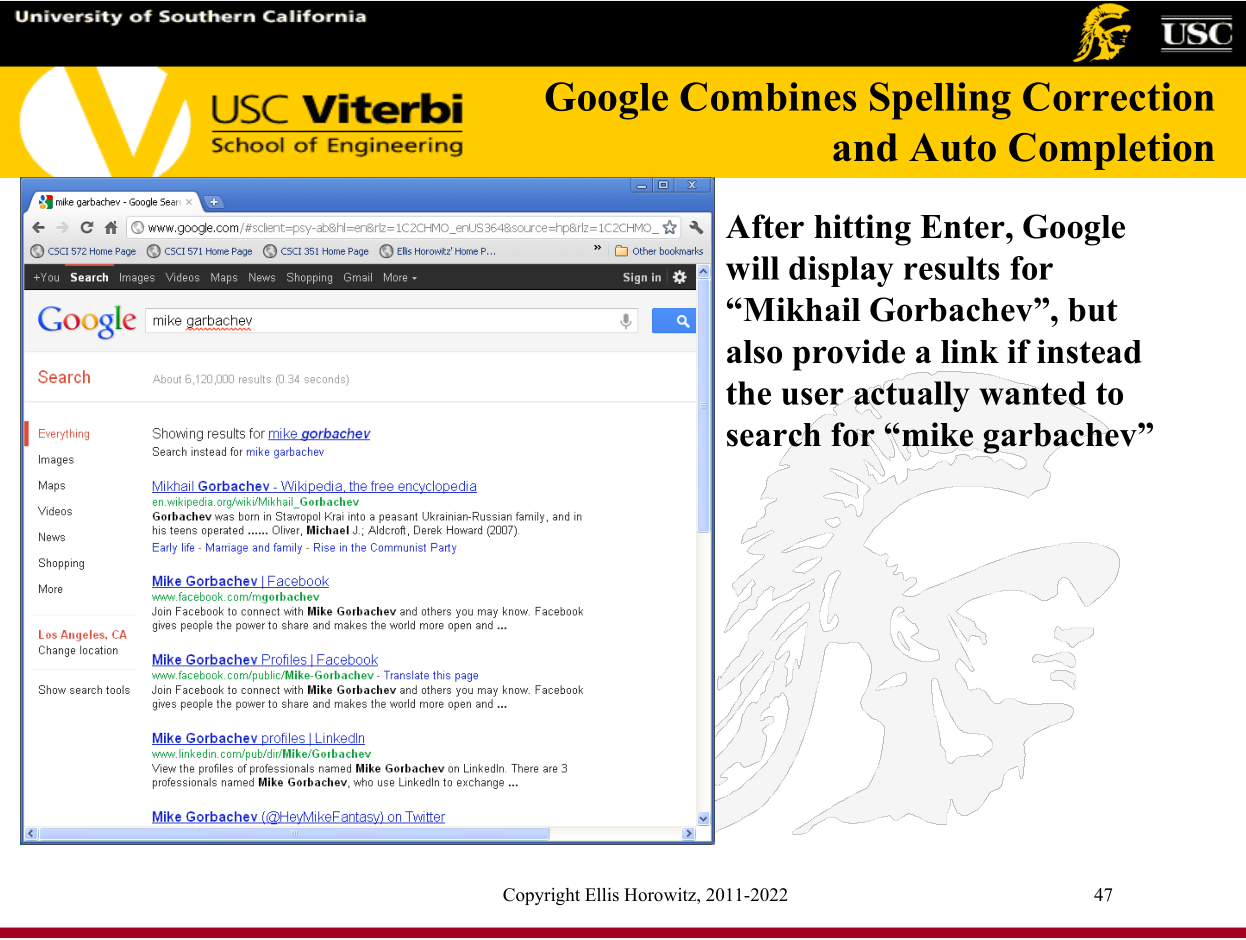 University of Southern California
USC
USC Viterbi
School of Engineering
Google Combines Spelling Correction
and Auto Completion
mike garbachev - Google Sear
www.google.com/#sclient=psy-ab&hl=en&rlz=1C2CHMO_enUS364&source=hp&rlz=1C2CHMO_
CSCI 572 Home Page CSCI 571 Home Page CSCI 351 Home Page Ellis Horowitz' Home P... » Other bookmarks
+You Search Images Videos Maps News Shopping Gmail More Sign in
Google mike garbachev
Search About 6,120,000 results (0.34 seconds)
Everything
Images
Maps
Videos
News
Shopping
More
Los Angeles, CA
Change location
Show search tools
Showing results for mike gorbachev
Search instead for mike garbachev
Mikhail Gorbachev - Wikipedia, the free encyclopedia
en.wikipedia.org/wiki/Mikhail_Gorbachev
Gorbachev was born in Stavropol Krai into a peasant Ukrainian-Russian family, and in
his teens operated ...... Oliver, Michael J.; Aldcroft, Derek Howard (2007).
Early life - Marriage and family - Rise in the Communist Party
Mike Gorbachev | Facebook
www.facebook.com/mgorbachev
Join Facebook to connect with Mike Gorbachev and others you may know. Facebook
gives people the power to share and makes the world more open and ...
Mike Gorbachev Profiles | Facebook
www.facebook.com/public/Mike-Gorbachev - Translate this page
Join Facebook to connect with Mike Gorbachev and others you may know. Facebook
gives people the power to share and makes the world more open and ...
Mike Gorbachev profiles | LinkedIn
www.linkedin.com/pub/dir/Mike/Gorbachev
View the profiles of professionals named Mike Gorbachev on LinkedIn. There are 3
professionals named Mike Gorbachev, who use LinkedIn to exchange ...
Mike Gorbachev (@HeyMikeFantasy) on Twitter
After hitting Enter, Google
will display results for
“Mikhail Gorbachev”, but
also provide a link if instead
the user actually wanted to
search for “mike garbachev”
Copyright Ellis Horowitz, 2011-2022
47